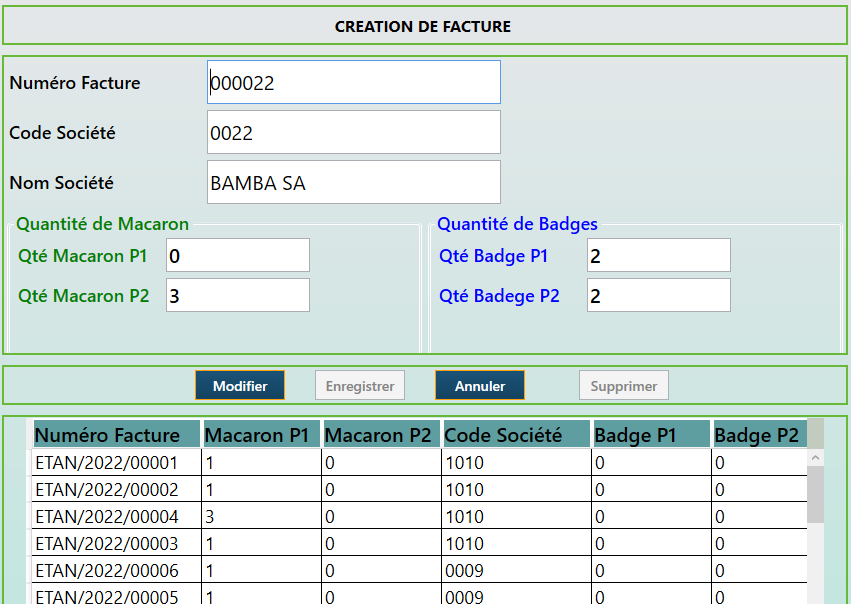 CREATION DE FACTURE
Numéro Facture 000022
Code Société 0022
Nom Société BAMBA SA
Quantité de Macaron Quantité de Badges
Qté Macaron P1 0 Qté Badge P1 2
Qté Macaron P2 3 Qté Badege P2 2
Modifier Enregistrer Annuler Supprimer
Numéro Facture Macaron P1 Macaron P2 Code Société Badge P1 Badge P2
ETAN/2022/00001 1 0 1010 0 0
ETAN/2022/00002 1 0 1010 0 0
ETAN/2022/00004 3 0 1010 0 0
ETAN/2022/00003 1 0 1010 0 0
ETAN/2022/00006 1 0 0009 0 0
ETAN/2022/00005 1 0 0009 0 0